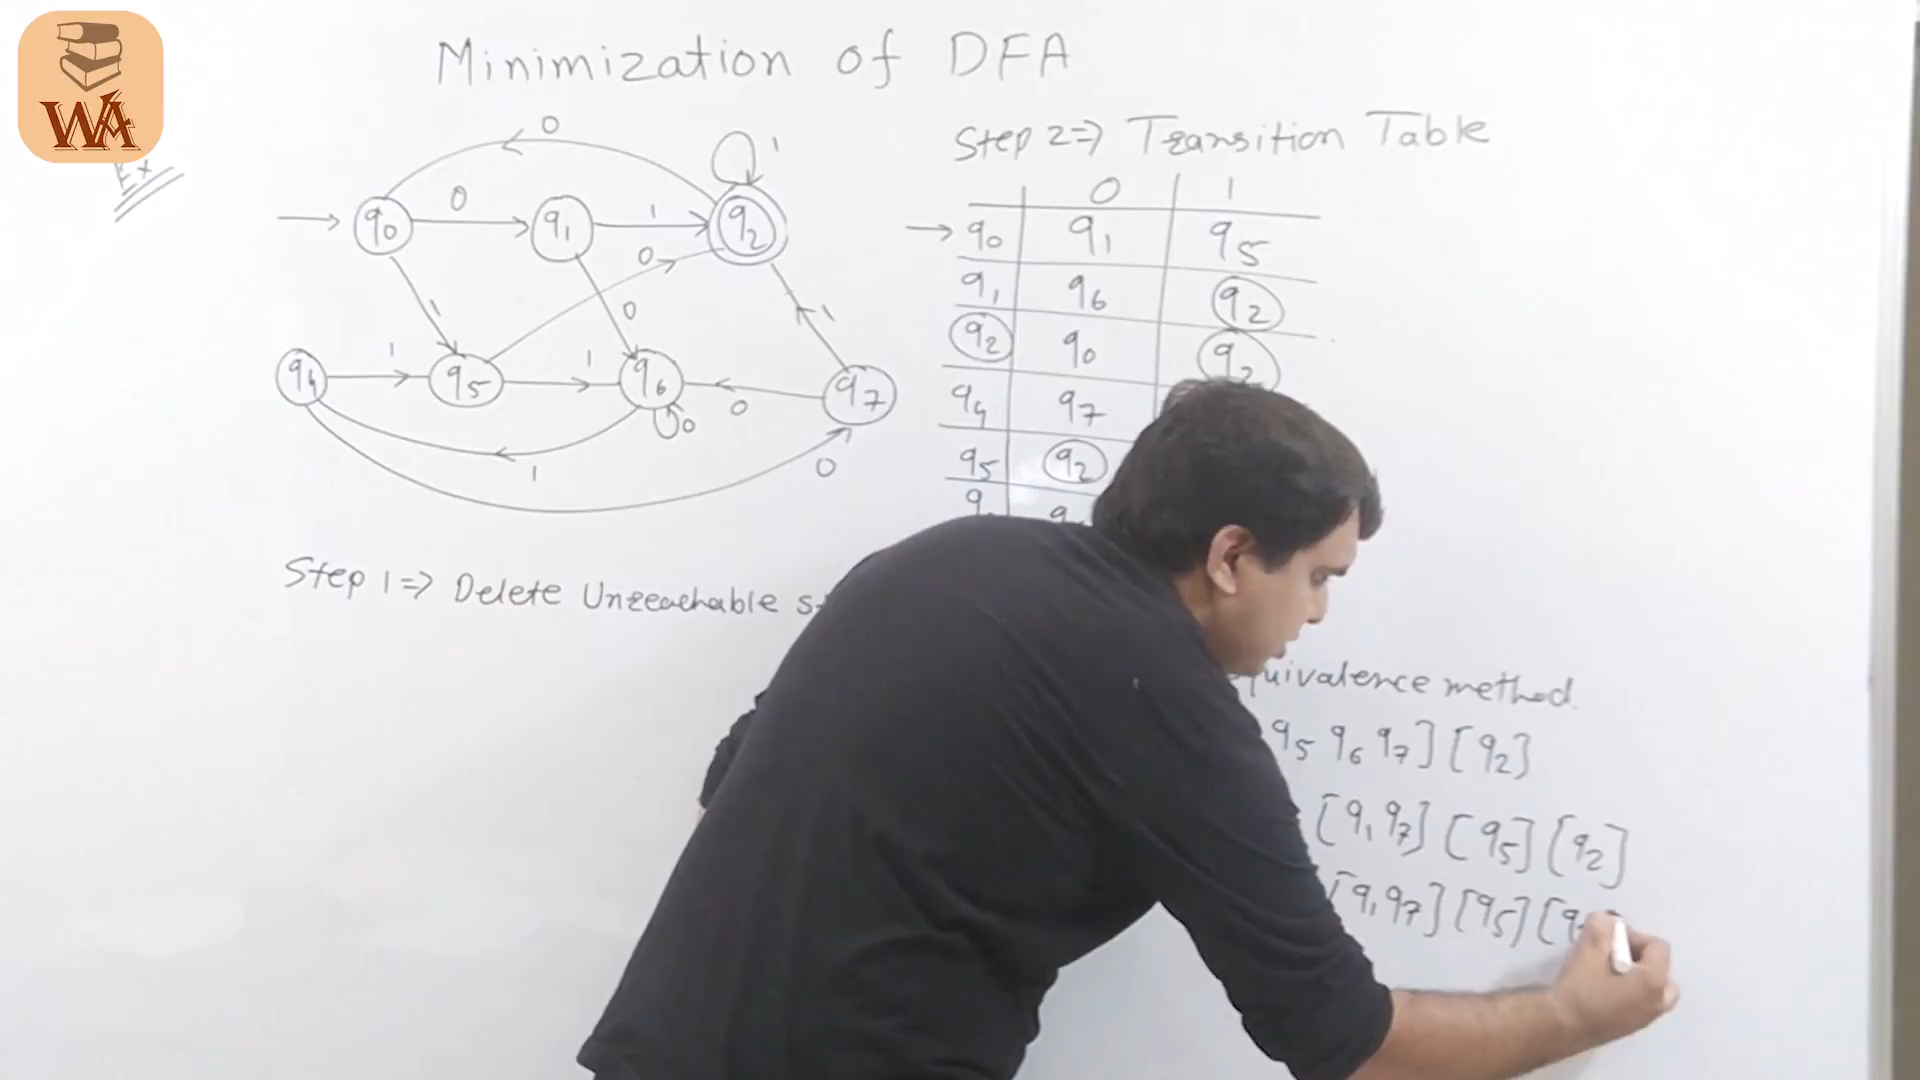 WA
Minimization of DFA
Ex
Step 2=> Transition Table
0
0 1
q0 0 q1 1 q2 1
q0 q1 q5
0
q1 q6 q2
1 0 1
q2 q0 q2
q4 1 q5 1 q6 0 q7
0
q4 q7
1 0
q5 q2
Step 1=> Delete Unreachable
equivalence method.
q5 q6 q7] [q2]
[q1 q7] [q5] [q2]
[q1 q7] [q5] [